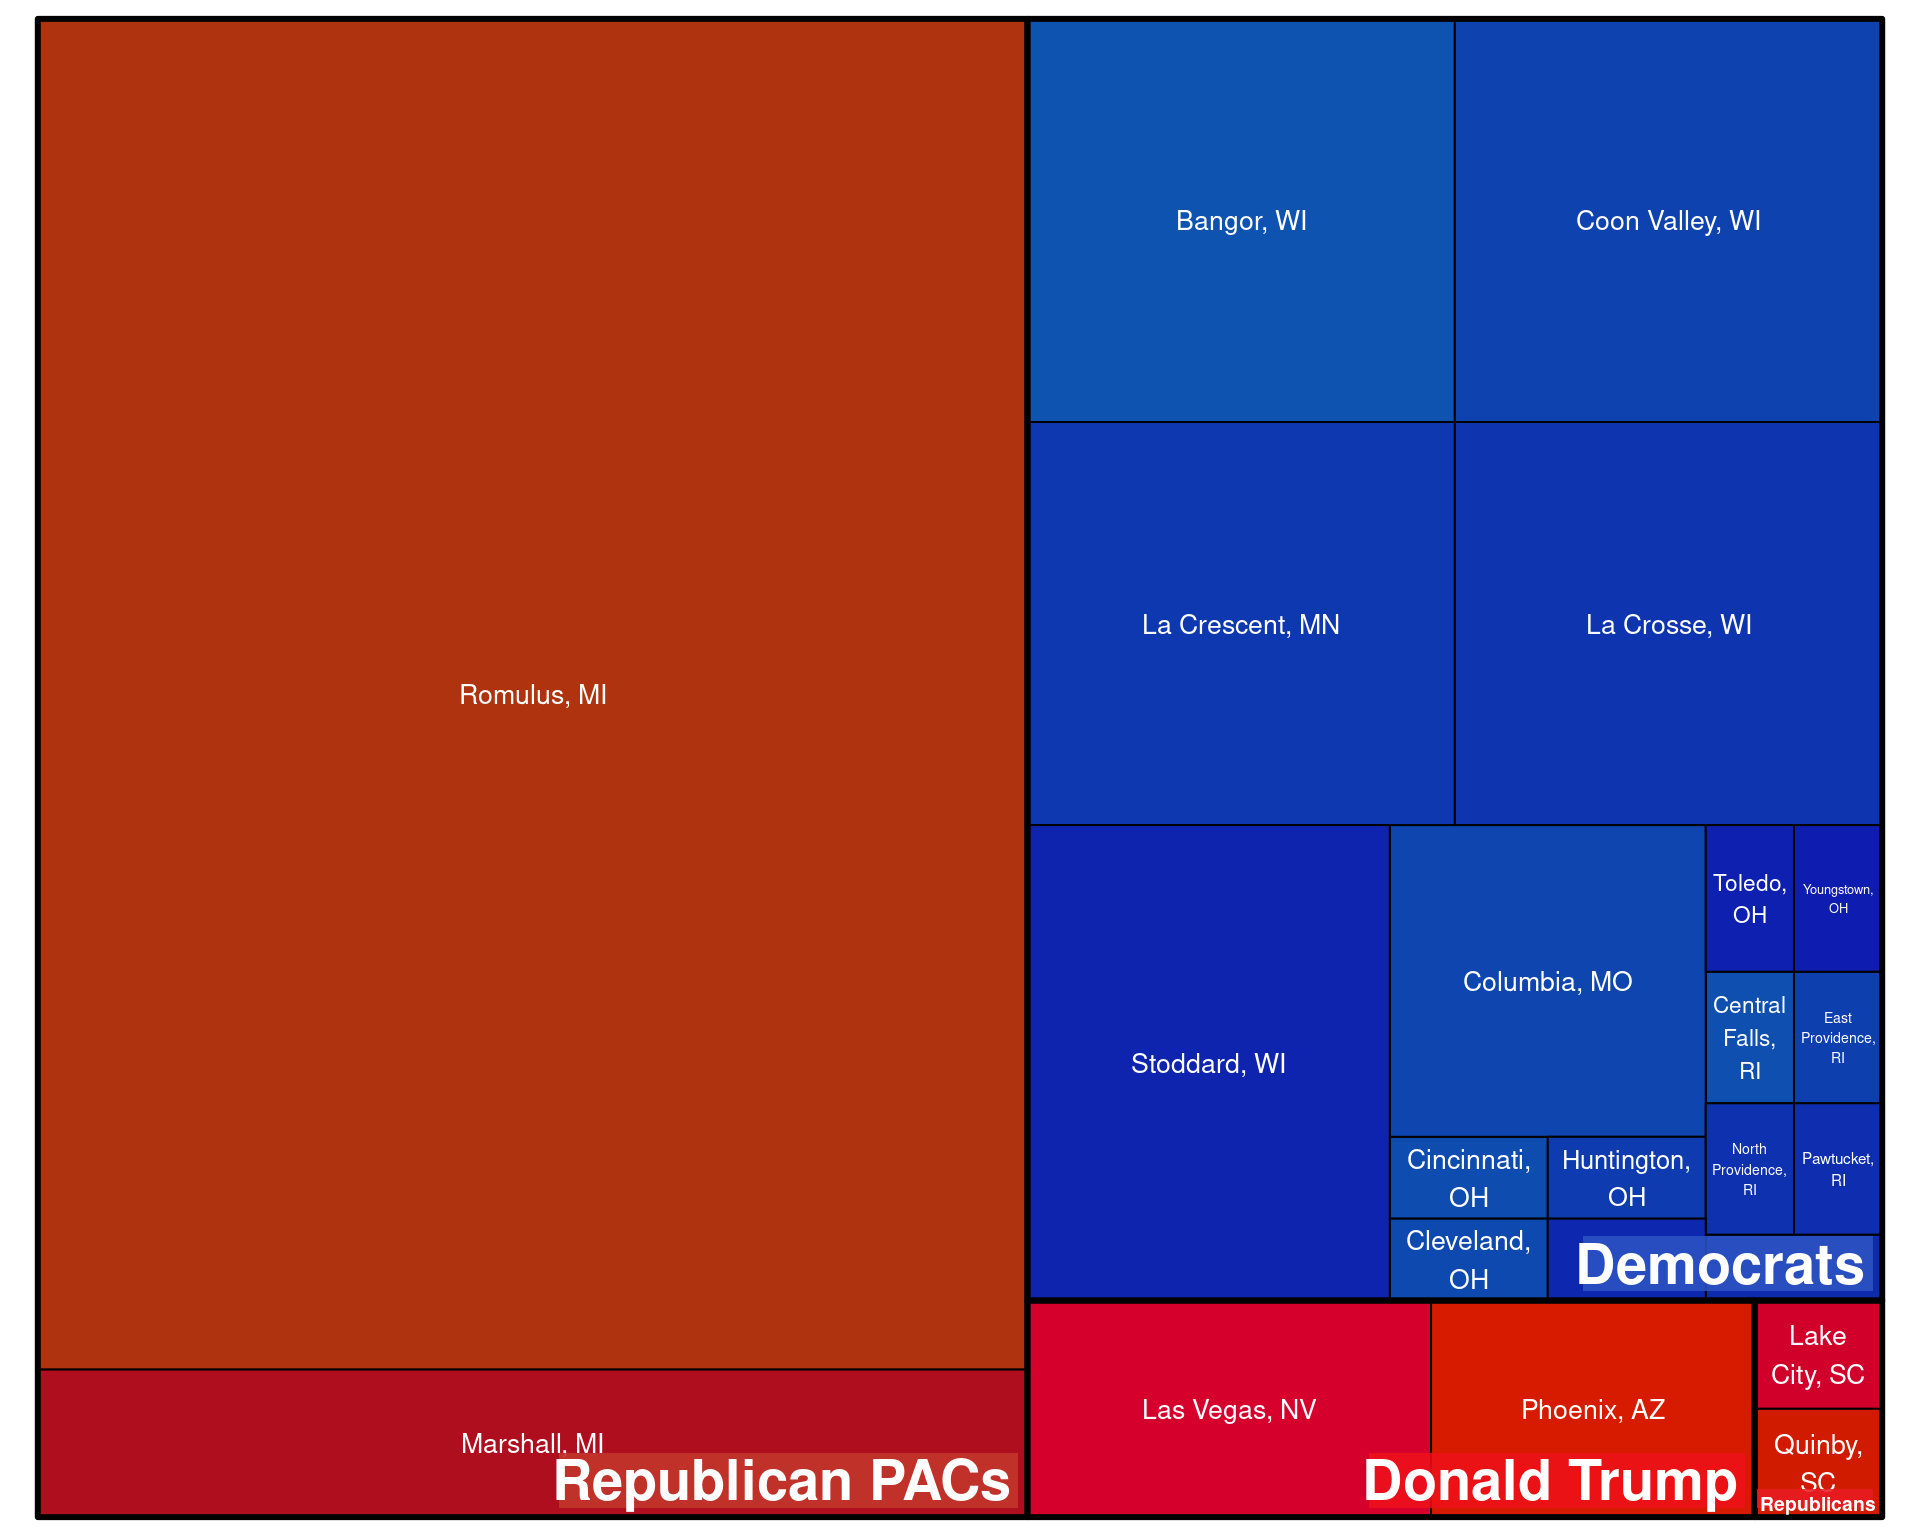 Romulus, MI
Marshall, MI
Republican PACs
Bangor, WI
Coon Valley, WI
La Crescent, MN
La Crosse, WI
Stoddard, WI
Columbia, MO
Cincinnati,
OH
Huntington,
OH
Cleveland,
OH
Toledo,
OH
Youngstown,
OH
Central
Falls,
RI
East
Providence,
RI
North
Providence,
RI
Pawtucket,
RI
Democrats
Las Vegas, NV
Phoenix, AZ
Donald Trump
Lake
City, SC
Quinby,
SC
Republicans